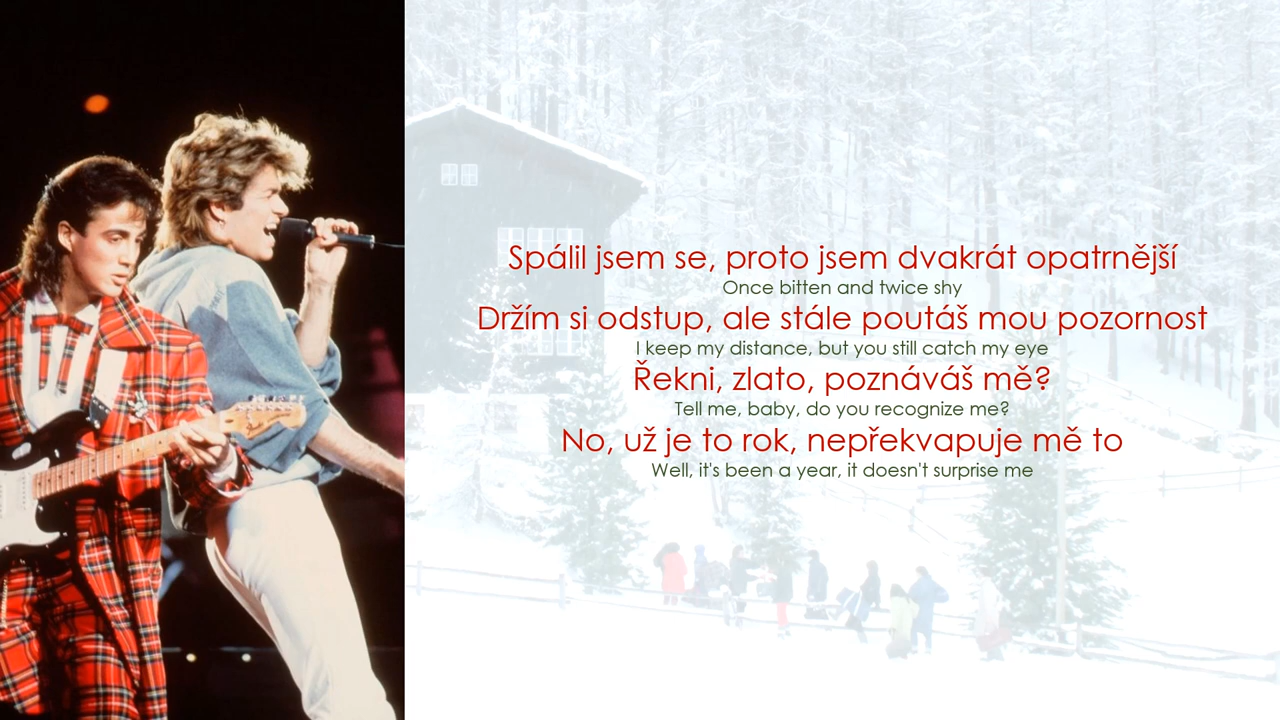 Spálil jsem se, proto jsem dvakrát opatrnější
Once bitten and twice shy
Držím si odstup, ale stále poutáš mou pozornost
I keep my distance, but you still catch my eye
Řekni, zlato, poznáváš mě?
Tell me, baby, do you recognize me?
No, už je to rok, nepřekvapuje mě to
Well, it's been a year, it doesn't surprise me